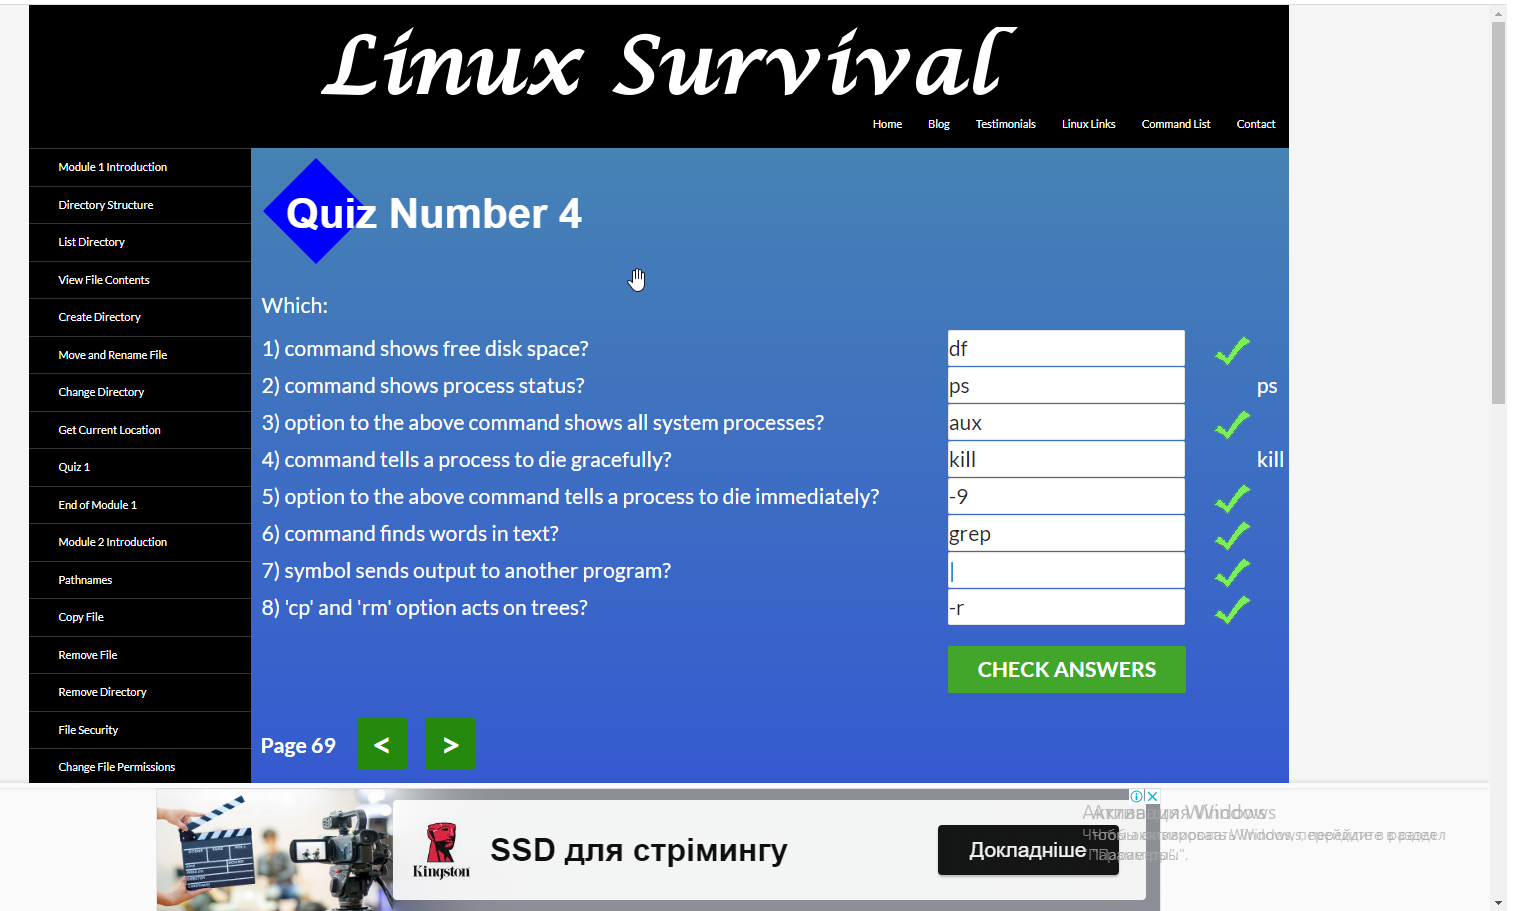 Linux Survival
Home Blog Testimonials Linux Links Command List Contact
Module 1 Introduction
Directory Structure
List Directory
View File Contents
Create Directory
Move and Rename File
Change Directory
Get Current Location
Quiz 1
End of Module 1
Module 2 Introduction
Pathnames
Copy File
Remove File
Remove Directory
File Security
Change File Permissions
Quiz Number 4
Which:
1) command shows free disk space? df
2) command shows process status? ps ps
3) option to the above command shows all system processes? aux
4) command tells a process to die gracefully? kill kill
5) option to the above command tells a process to die immediately? -9
6) command finds words in text? grep
7) symbol sends output to another program? |
8) 'cp' and 'rm' option acts on trees? -r
CHECK ANSWERS
Page 69 < >
Kingston
SSD для стрімингу
Докладніше
Активация Windows
Чтобы активировать Windows, перейдите в раздел
"Параметры".